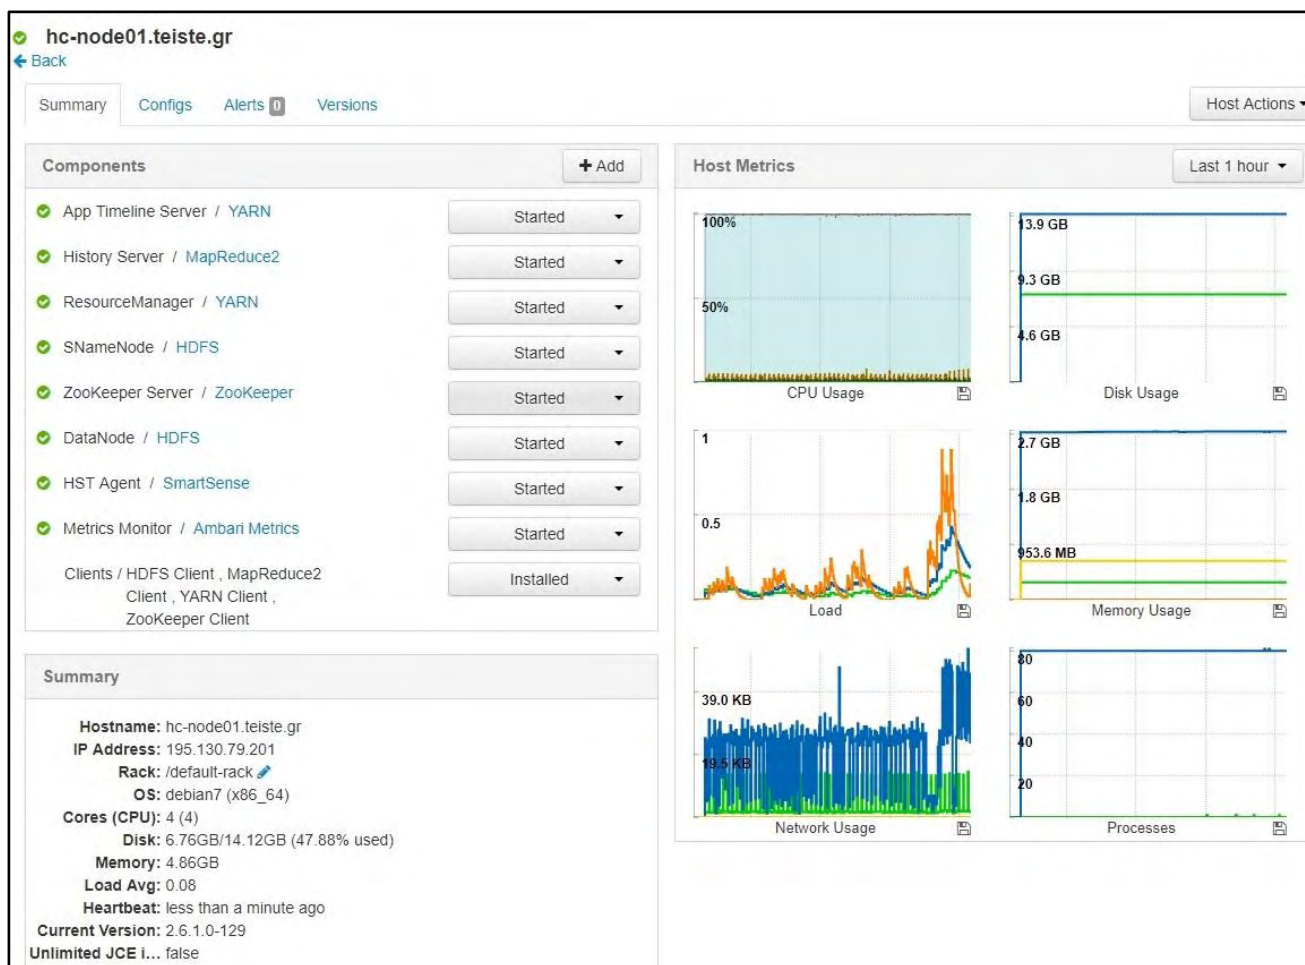 hc-node01.teiste.gr
Back
Summary Configs Alerts 0 Versions
Host Actions
Components
Add
App Timeline Server / YARN Started
History Server / MapReduce2 Started
ResourceManager / YARN Started
SNameNode / HDFS Started
ZooKeeper Server / ZooKeeper Started
DataNode / HDFS Started
HST Agent / SmartSense Started
Metrics Monitor / Ambari Metrics Started
Clients / HDFS Client , MapReduce2 Installed
Client , YARN Client ,
ZooKeeper Client
Summary
Hostname: hc-node01.teiste.gr
IP Address: 195.130.79.201
Rack: /default-rack
OS: debian7 (x86_64)
Cores (CPU): 4 (4)
Disk: 6.76GB/14.12GB (47.88% used)
Memory: 4.86GB
Load Avg: 0.08
Heartbeat: less than a minute ago
Current Version: 2.6.1.0-129
Unlimited JCE i... false
Host Metrics
Last 1 hour
100%
50%
CPU Usage
13.9 GB
9.3 GB
4.6 GB
Disk Usage
1
0.5
Load
2.7 GB
1.8 GB
953.6 MB
Memory Usage
39.0 KB
19.5 KB
Network Usage
80
60
40
20
Processes